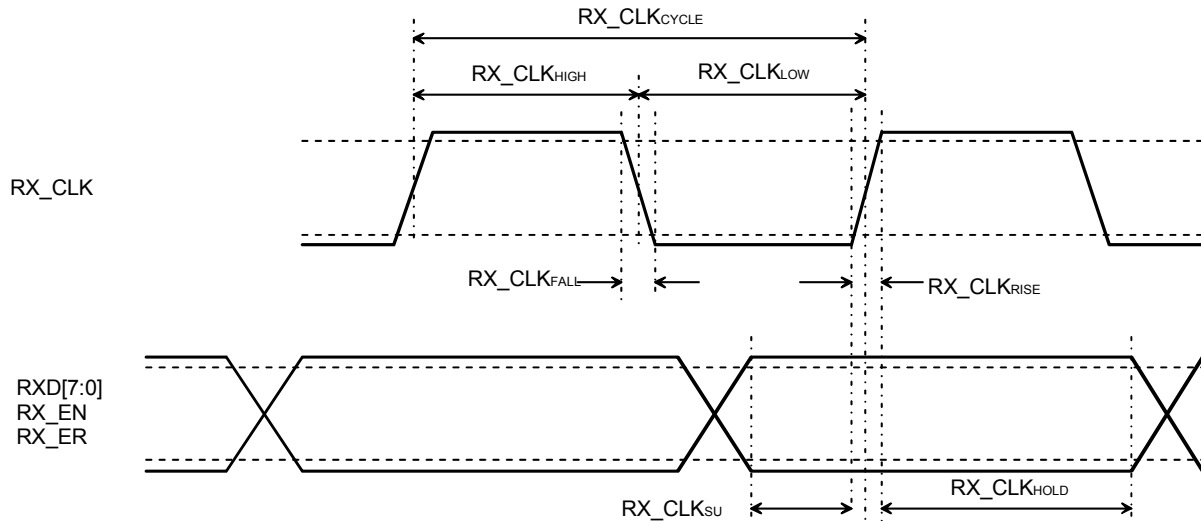 RX_CLKCYCLE
RX_CLKHIGH
RX_CLKLOW
RX_CLK
RX_CLKFALL
RX_CLKRISE
RXD[7:0]
RX_EN
RX_ER
RX_CLKSU
RX_CLKHOLD